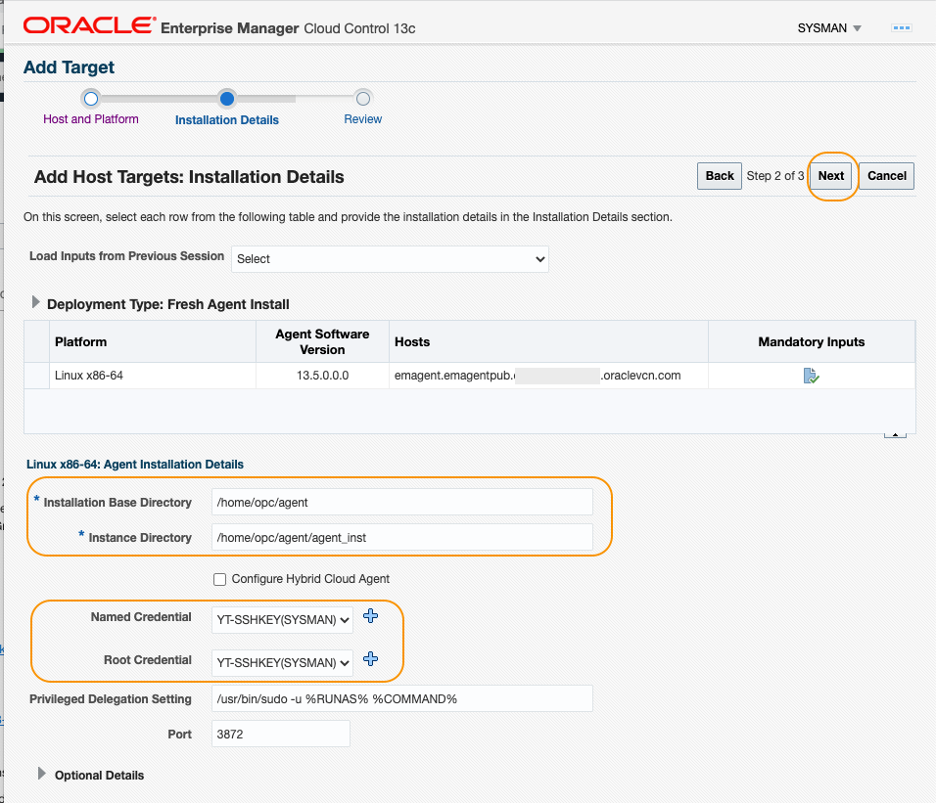 ORACLE® Enterprise Manager Cloud Control 13c
SYSMAN
Add Target
Host and Platform
Installation Details
Review
Add Host Targets: Installation Details
Back Step 2 of 3 Next Cancel
On this screen, select each row from the following table and provide the installation details in the Installation Details section.
Load Inputs from Previous Session Select
Deployment Type: Fresh Agent Install
Platform Agent Software Version Hosts Mandatory Inputs
Linux x86-64 13.5.0.0.0 emagent.emagentpub. .oraclevcn.com
Linux x86-64: Agent Installation Details
* Installation Base Directory /home/opc/agent
* Instance Directory /home/opc/agent/agent_inst
Configure Hybrid Cloud Agent
Named Credential YT-SSHKEY(SYSMAN)
Root Credential YT-SSHKEY(SYSMAN)
Privileged Delegation Setting /usr/bin/sudo -u %RUNAS% %COMMAND%
Port 3872
Optional Details